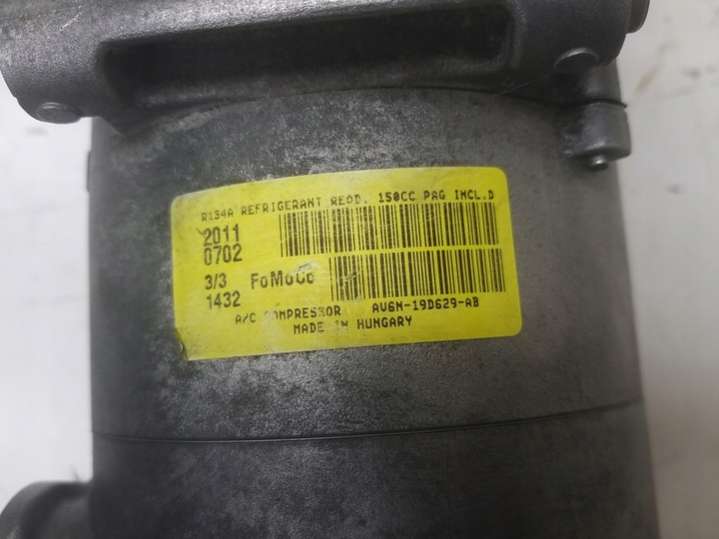 R134A REFRIGERANT REQD. 150CC PAG INCL.D
2011
0702
3/3 FoMoCo
1432
A/C COMPRESSOR AV6N-19D629-AB
MADE IN HUNGARY